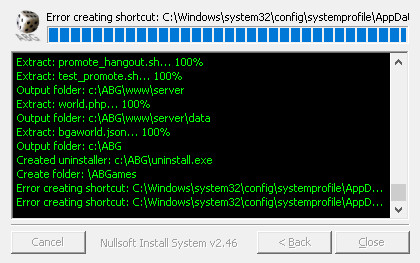 Error creating shortcut: C:\Windows\system32\config\systemprofile\AppDa
Extract: promote_hangout.sh... 100%
Extract: test_promote.sh... 100%
Output folder: c:\ABG\www\server
Extract: world.php... 100%
Output folder: c:\ABG\www\server\data
Extract: bgaworld.json... 100%
Output folder: c:\ABG
Created uninstaller: c:\ABG\uninstall.exe
Create folder: \ABGames
Error creating shortcut: C:\Windows\system32\config\systemprofile\AppD...
Error creating shortcut: C:\Windows\system32\config\systemprofile\AppD...
Cancel Nullsoft Install System v2.46 < Back Close